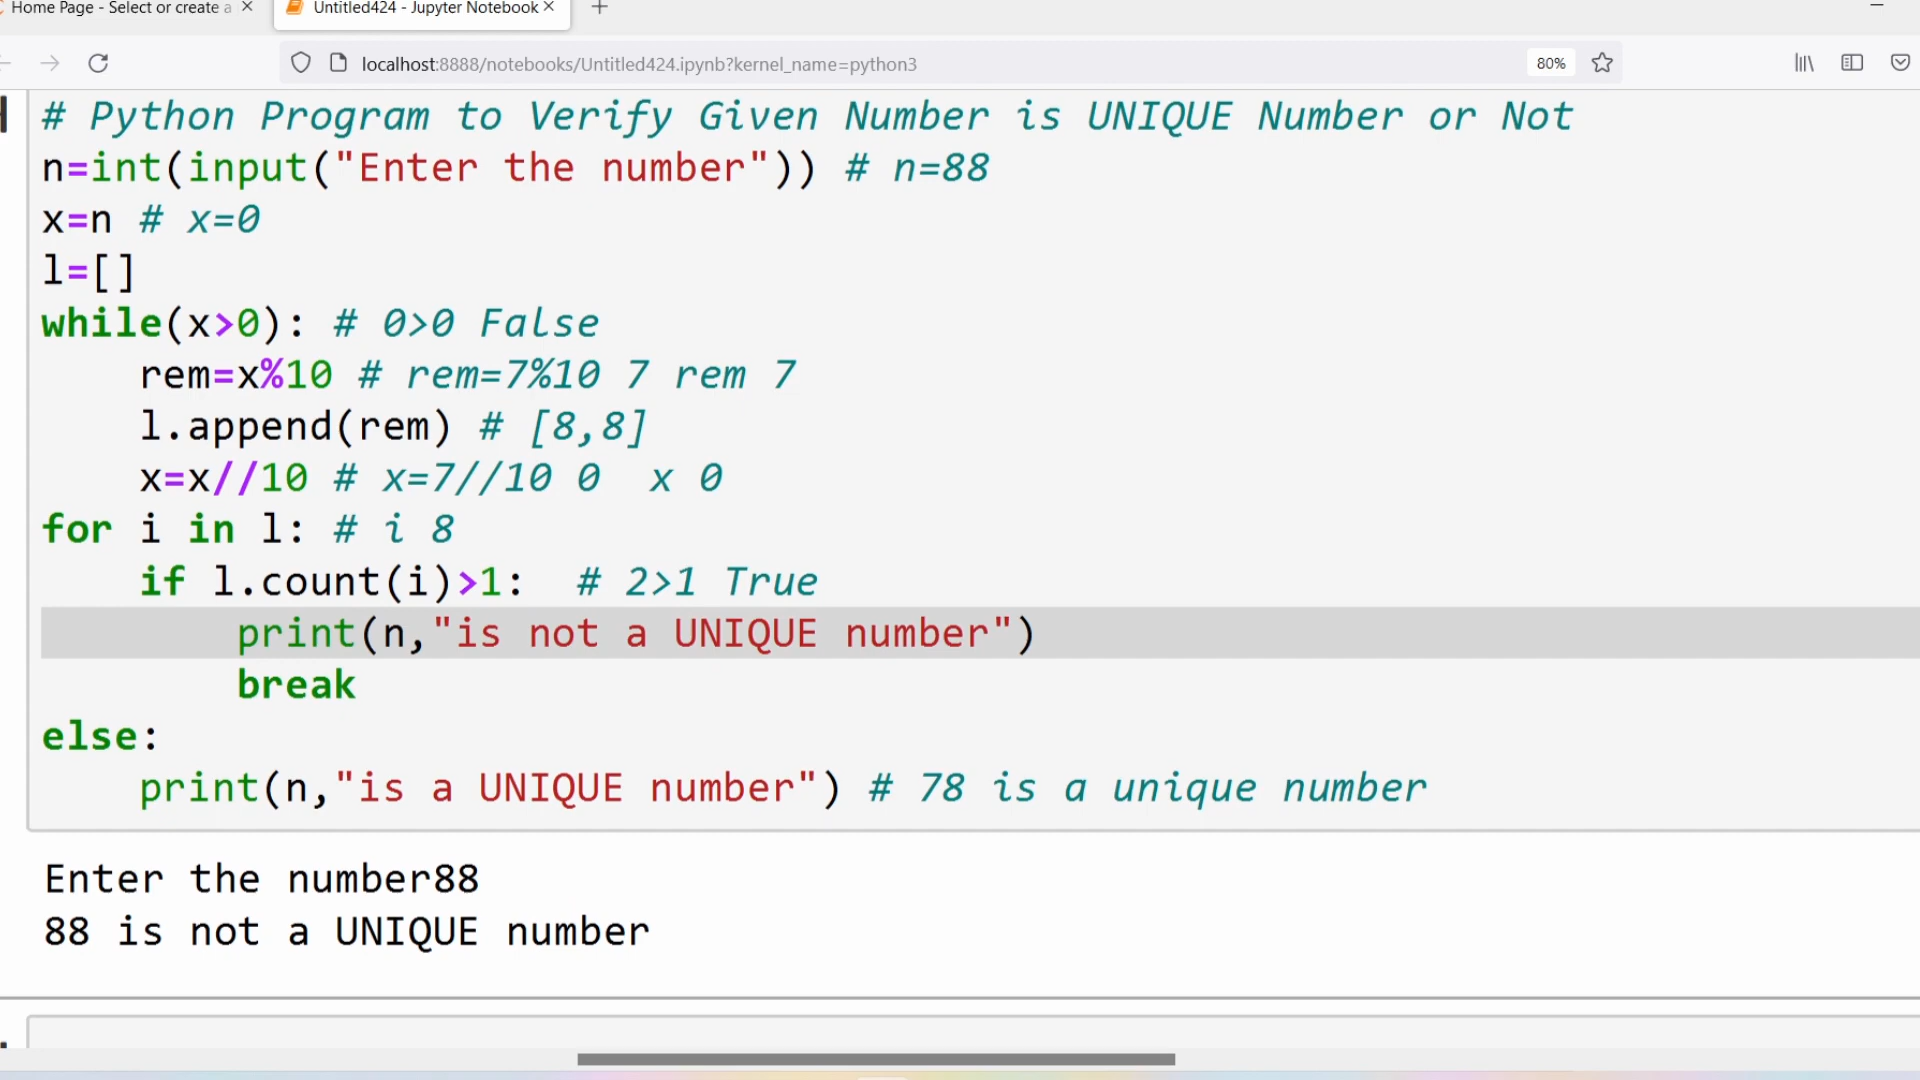 Home Page - Select or create a
Untitled424 - Jupyter Notebook
localhost:8888/notebooks/Untitled424.ipynb?kernel_name=python3
80%
# Python Program to Verify Given Number is UNIQUE Number or Not
n=int(input("Enter the number")) # n=88
x=n # x=0
l=[]
while(x>0): # 0>0 False
    rem=x%10 # rem=7%10 7 rem 7
    l.append(rem) # [8,8]
    x=x//10 # x=7//10 0  x 0
for i in l: # i 8
    if l.count(i)>1:  # 2>1 True
        print(n,"is not a UNIQUE number")
        break
else:
    print(n,"is a UNIQUE number") # 78 is a unique number
Enter the number88
88 is not a UNIQUE number